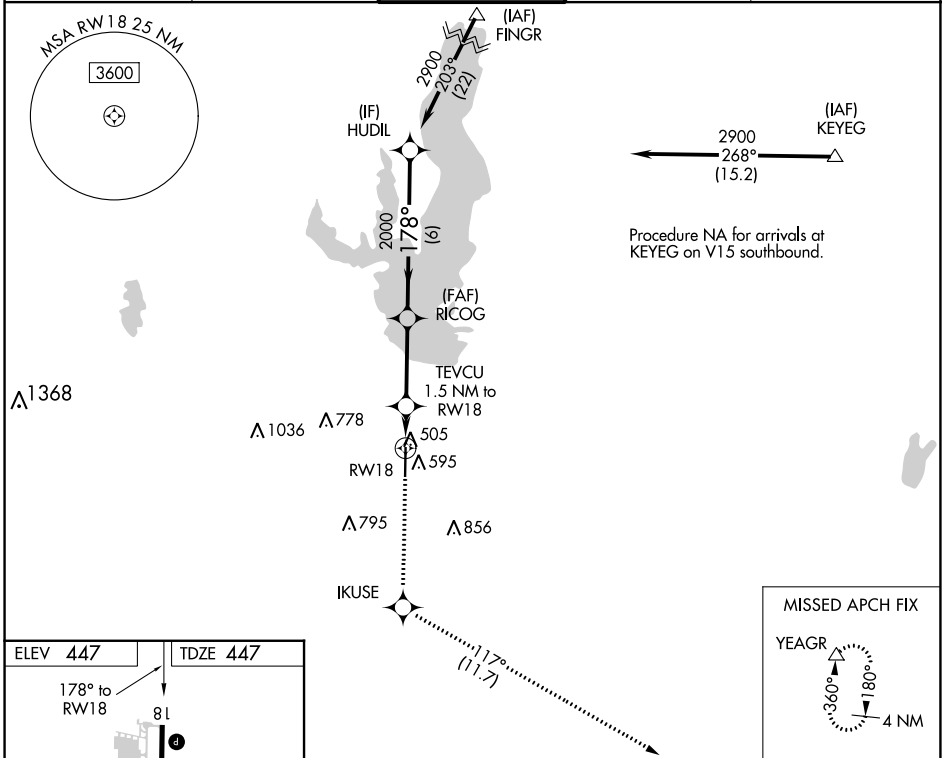 MSA RW18 25 NM
3600
(IAF)
FINGR
2900
203°
(22)
(IF)
HUDIL
(IAF)
KEYEG
2900
268°
(15.2)
Procedure NA for arrivals at
KEYEG on V15 southbound.
2000
178°
(6)
(FAF)
RICOG
TEVCU
1.5 NM to
RW18
1368
1036
778
505
595
RW18
795
856
IKUSE
117°
(11.7)
MISSED APCH FIX
YEAGR
360°
180°
4 NM
ELEV 447
TDZE 447
178° to
RW18
18
P